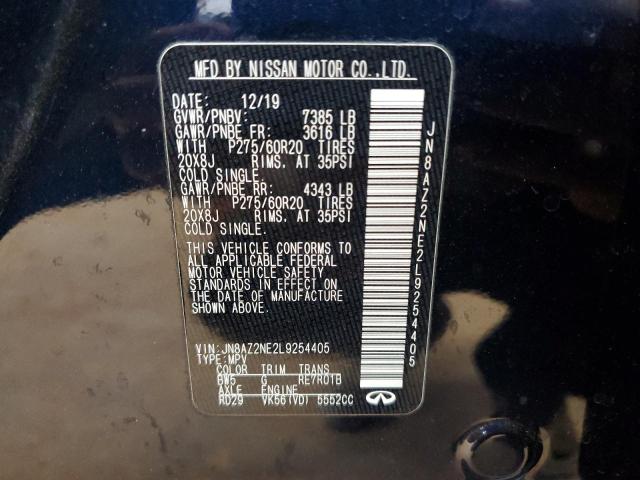 MFD BY NISSAN MOTOR CO.,LTD.
DATE: 12/19
GVWR/PNBV: 7385 LB
GAWR/PNBE FR: 3616 LB
WITH P275/60R20 TIRES
20X8J RIMS, AT 35PSI
COLD SINGLE.
GAWR/PNBE RR: 4343 LB
WITH P275/60R20 TIRES
20X8J RIMS, AT 35PSI
COLD SINGLE.
THIS VEHICLE CONFORMS TO
ALL APPLICABLE FEDERAL
MOTOR VEHICLE SAFETY
STANDARDS IN EFFECT ON
THE DATE OF MANUFACTURE
SHOWN ABOVE.
VIN:JN8AZ2NE2L9254405
TYPE:MPV
COLOR TRIM TRANS
BW5 G RE7R01B
AXLE ENGINE
RD29 VK56(VD) 5552CC
JN8AZ2NE2L9254405